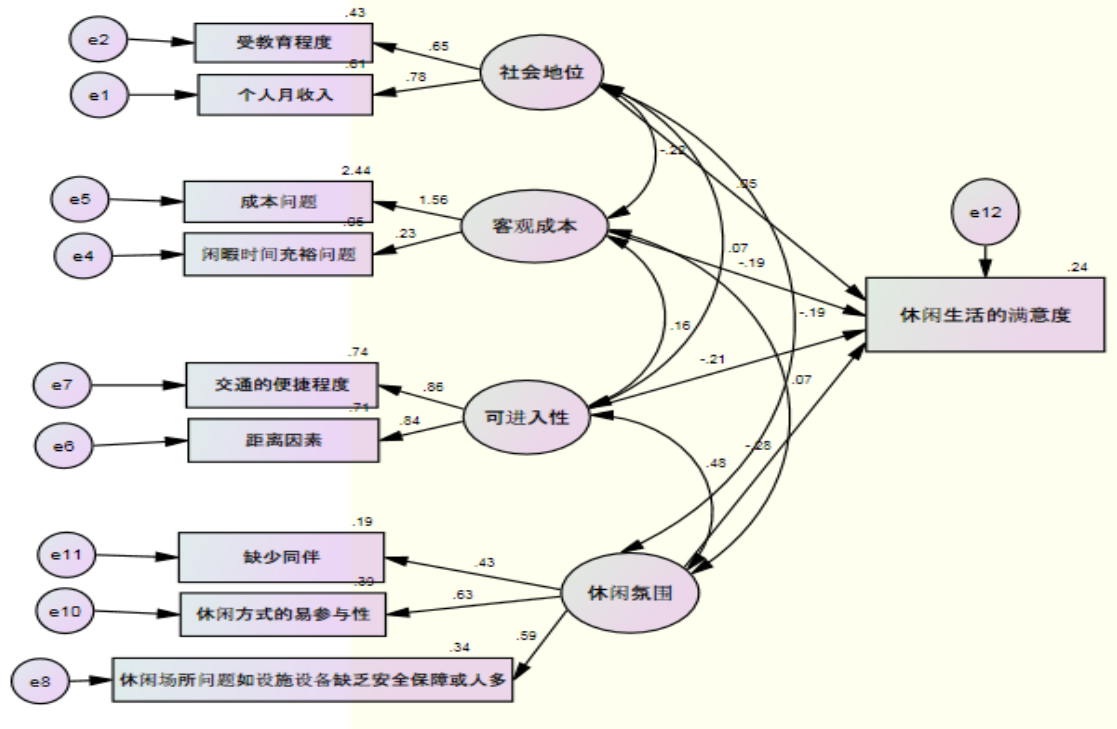 .43
e2
受教育程度
.65
社会地位
.61
e1
个人月收入
.78
-.22
.05
2.44
e5
成本问题
1.56
客观成本
e12
.06
e4
闲暇时间充裕问题
.23
.07
-.19
.24
休闲生活的满意度
-.19
.16
.74
e7
交通的便捷程度
.86
-.21
可进入性
.07
.71
e6
距离因素
.84
-.28
.48
.19
e11
缺少同伴
.43
休闲氛围
.39
e10
休闲方式的易参与性
.63
.59
.34
e8
休闲场所问题如设施设备缺乏安全保障或人多